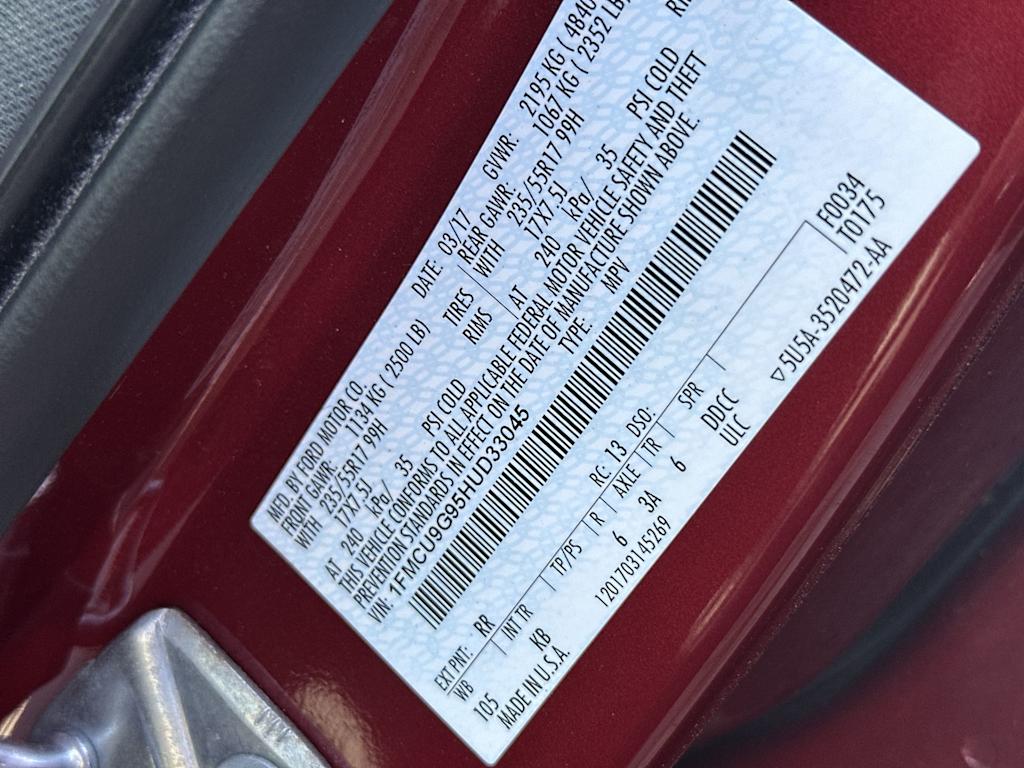 MFD. BY FORD MOTOR CO.
DATE: 03/17 GVWR: 2195 KG ( 4840
FRONT GAWR: 1134 KG ( 2500 LB) REAR GAWR: 1067 KG ( 2352 LB
WITH 235/55R17 99H TIRES WITH 235/55R17 99H
17X7.5J RIMS 17X7.5J
AT 240 kPa/ 35 PSI COLD AT 240 kPa/ 35 PSI COLD
THIS VEHICLE CONFORMS TO ALL APPLICABLE FEDERAL MOTOR VEHICLE SAFETY AND THEFT
PREVENTION STANDARDS IN EFFECT ON THE DATE OF MANUFACTURE SHOWN ABOVE.
VIN: 1FMCU9G95HUD33045 TYPE: MPV
EXT PNT: RR RC: 13 DSO: F0034
WB INT TR TP/PS R AXLE TR SPR T0175
105 KB 6 3A 6 DDCC
MADE IN U.S.A. ULC
1201703145269 ▽5U5A-3520472-AA